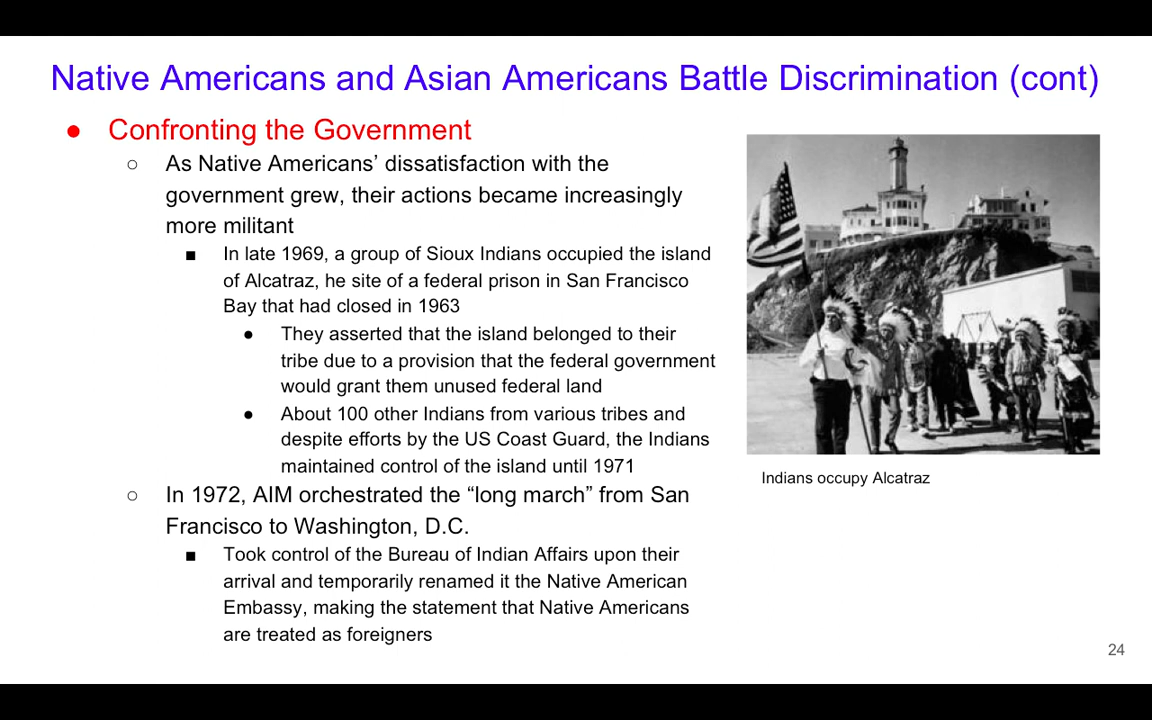 Native Americans and Asian Americans Battle Discrimination (cont)
● Confronting the Government
○ As Native Americans’ dissatisfaction with the
government grew, their actions became increasingly
more militant
■ In late 1969, a group of Sioux Indians occupied the island
of Alcatraz, he site of a federal prison in San Francisco
Bay that had closed in 1963
● They asserted that the island belonged to their
tribe due to a provision that the federal government
would grant them unused federal land
● About 100 other Indians from various tribes and
despite efforts by the US Coast Guard, the Indians
maintained control of the island until 1971
○ In 1972, AIM orchestrated the “long march” from San
Francisco to Washington, D.C.
■ Took control of the Bureau of Indian Affairs upon their
arrival and temporarily renamed it the Native American
Embassy, making the statement that Native Americans
are treated as foreigners
Indians occupy Alcatraz
24